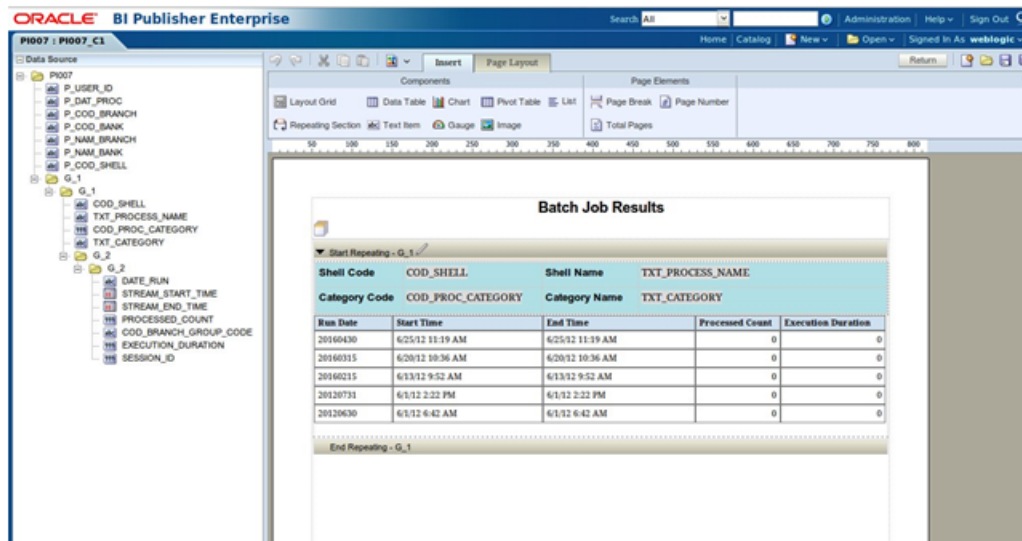 ORACLE® BI Publisher Enterprise
Search All
Administration Help Sign Out
PI007 : PI007_C1
Home Catalog New Open Signed In As weblogic
Data Source
PI007
P_USER_ID
P_DAT_PROC
P_COD_BRANCH
P_COD_BANK
P_NAM_BRANCH
P_NAM_BANK
P_COD_SHELL
G_1
G_1
COD_SHELL
TXT_PROCESS_NAME
COD_PROC_CATEGORY
TXT_CATEGORY
G_2
G_2
DATE_RUN
STREAM_START_TIME
STREAM_END_TIME
PROCESSED_COUNT
COD_BRANCH_GROUP_CODE
EXECUTION_DURATION
SESSION_ID
Insert Page Layout
Return
Components Page Elements
Layout Grid Data Table Chart Pivot Table List Page Break Page Number
Repeating Section Text Item Gauge Image Total Pages
50 100 150 200 250 300 350 400 450 500 550 600 650 700 750 800
Batch Job Results
Start Repeating - G_1
Shell Code COD_SHELL Shell Name TXT_PROCESS_NAME
Category Code COD_PROC_CATEGORY Category Name TXT_CATEGORY
Run Date Start Time End Time Processed Count Execution Duration
20160430 6/25/12 11:19 AM 6/25/12 11:19 AM 0 0
20160315 6/20/12 10:36 AM 6/20/12 10:36 AM 0 0
20160215 6/13/12 9:52 AM 6/13/12 9:52 AM 0 0
20120731 6/1/12 2:22 PM 6/1/12 2:22 PM 0 0
20120630 6/1/12 6:42 AM 6/1/12 6:42 AM 0 0
End Repeating - G_1